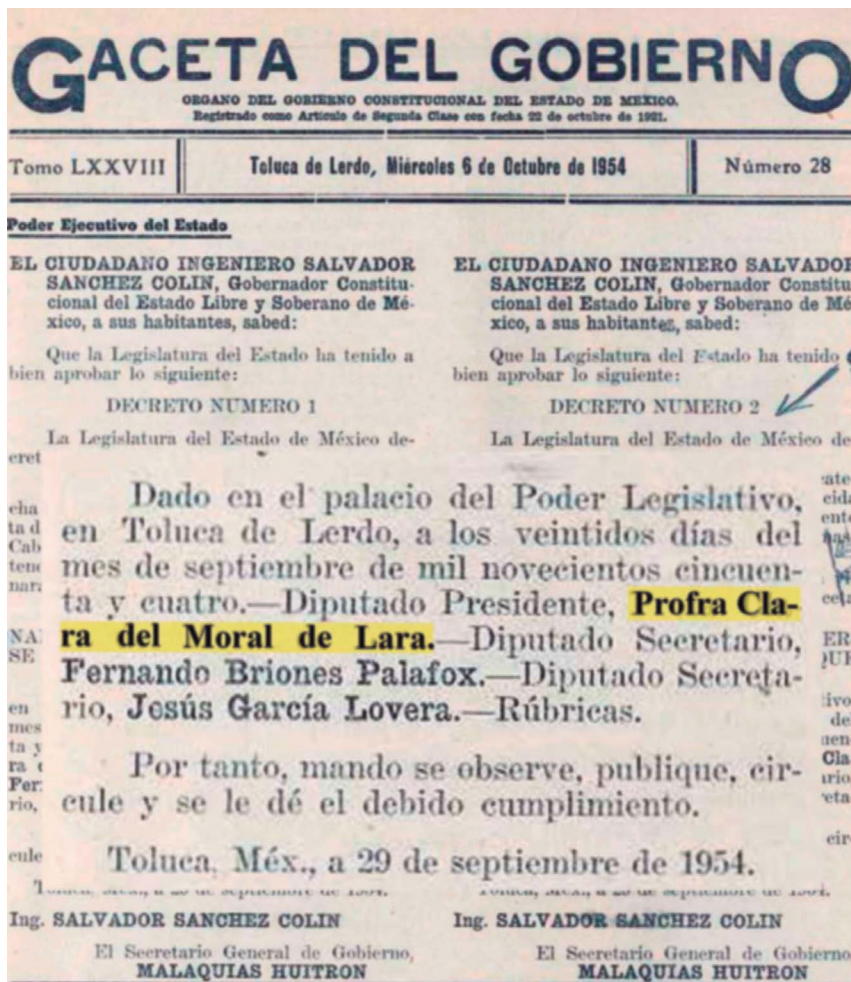 GACETA DEL GOBIERNO
ORGANO DEL GOBIERNO CONSTITUCIONAL DEL ESTADO DE MEXICO.
Registrado como Artículo de Segunda Clase con fecha 22 de octubre de 1921.
Tomo LXXVIII
Toluca de Lerdo, Miércoles 6 de Octubre de 1954
Número 28
Poder Ejecutivo del Estado
EL CIUDADANO INGENIERO SALVADOR
SANCHEZ COLIN, Gobernador Constitu-
cional del Estado Libre y Soberano de Mé-
xico, a sus habitantes, sabed:
Que la Legislatura del Estado ha tenido a
bien aprobar lo siguiente:
DECRETO NUMERO 1
La Legislatura del Estado de México de-
cret
EL CIUDADANO INGENIERO SALVADOR
SANCHEZ COLIN, Gobernador Constitu
cional del Estado Libre y Soberano de Mé
xico, a sus habitantes, sabed:
Que la Legislatura del Estado ha tenido
bien aprobar lo siguiente:
DECRETO NUMERO 2
La Legislatura del Estado de México de
Dado en el palacio del Poder Legislativo,
en Toluca de Lerdo, a los veintidos días del
mes de septiembre de mil novecientos cincuen-
ta y cuatro.—Diputado Presidente, Profra Cla-
ra del Moral de Lara.—Diputado Secretario,
Fernando Briones Palafox.—Diputado Secreta-
rio, Jesús García Lovera.—Rúbricas.
Por tanto, mando se observe, publique, cir-
cule y se le dé el debido cumplimiento.
Toluca, Méx., a 29 de septiembre de 1954.
Ing. SALVADOR SANCHEZ COLIN
El Secretario General de Gobierno,
MALAQUIAS HUITRON
Ing. SALVADOR SANCHEZ COLIN
El Secretario General de Gobierno
MALAQUIAS HUITRON